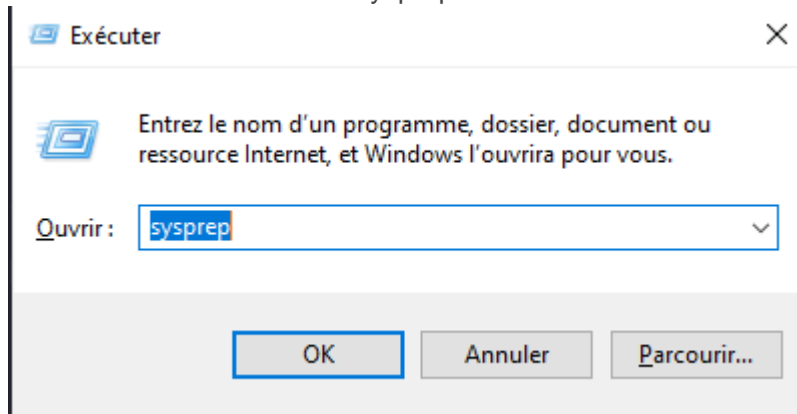 Exécuter
Entrez le nom d'un programme, dossier, document ou
ressource Internet, et Windows l'ouvrira pour vous.
Ouvrir : sysprep
OK Annuler Parcourir...